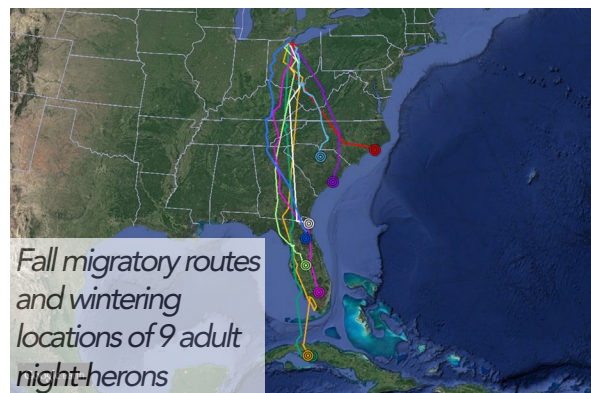 Fall migratory routes
and wintering
locations of 9 adult
night-herons